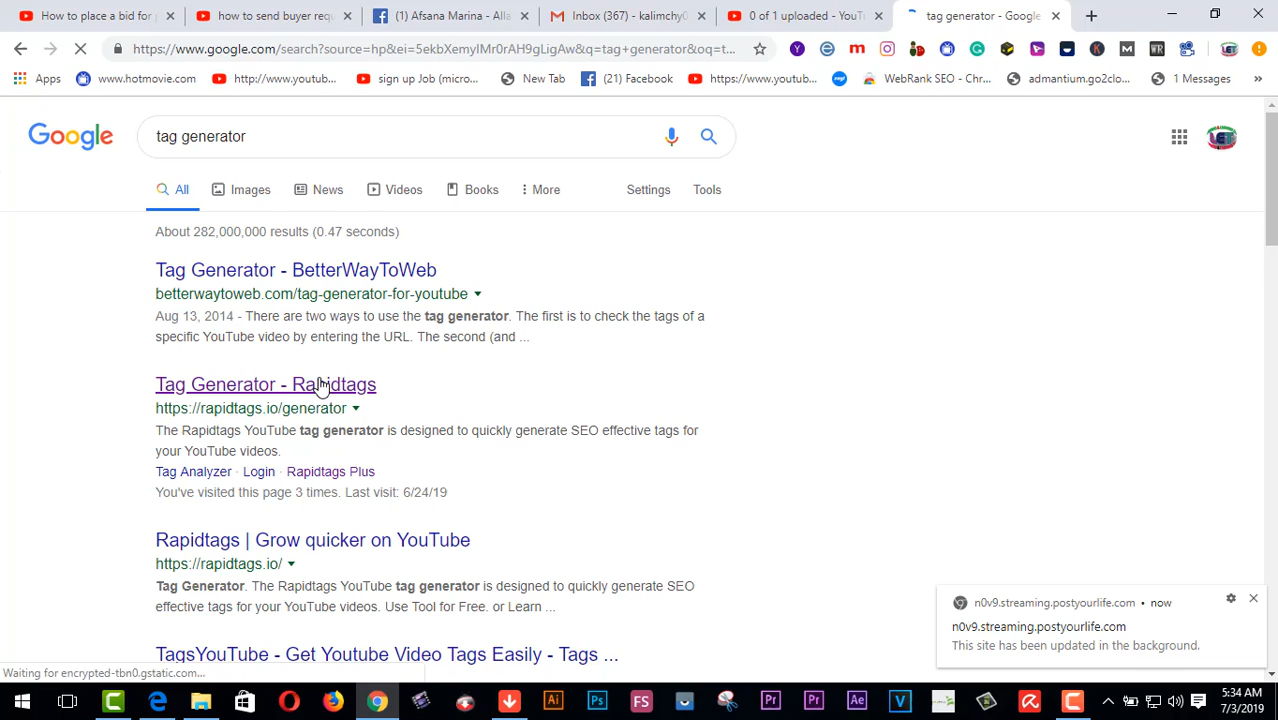 How to place a bid for p
how to send buyer requ
(1) Afsana Marina - Alla
Inbox (367) - kalimchy0
0 of 1 uploaded - YouTu
tag generator - Google
https://www.google.com/search?source=hp&ei=5ekbXemyIMr0rAH9gLigAw&q=tag+generator&oq=t...
Apps
www.hotmovie.com
http://www.youtub...
sign up Job (micro...
New Tab
(21) Facebook
https://www.youtub...
WebRank SEO - Chr...
admantium.go2clo...
1 Messages
»
Google
tag generator
All
Images
News
Videos
Books
More
Settings
Tools
About 282,000,000 results (0.47 seconds)
Tag Generator - BetterWayToWeb
betterwaytoweb.com/tag-generator-for-youtube
Aug 13, 2014 - There are two ways to use the tag generator. The first is to check the tags of a
specific YouTube video by entering the URL. The second (and ...
Tag Generator - Rapidtags
https://rapidtags.io/generator
The Rapidtags YouTube tag generator is designed to quickly generate SEO effective tags for
your YouTube videos.
Tag Analyzer · Login · Rapidtags Plus
You've visited this page 3 times. Last visit: 6/24/19
Rapidtags | Grow quicker on YouTube
https://rapidtags.io/
Tag Generator. The Rapidtags YouTube tag generator is designed to quickly generate SEO
effective tags for your YouTube videos. Use Tool for Free. or Learn ...
n0v9.streaming.postyourlife.com • now
n0v9.streaming.postyourlife.com
This site has been updated in the background.
TagsYouTube - Get Youtube Video Tags Easily - Tags ...
Waiting for encrypted-tbn0.gstatic.com...
5:34 AM
7/3/2019